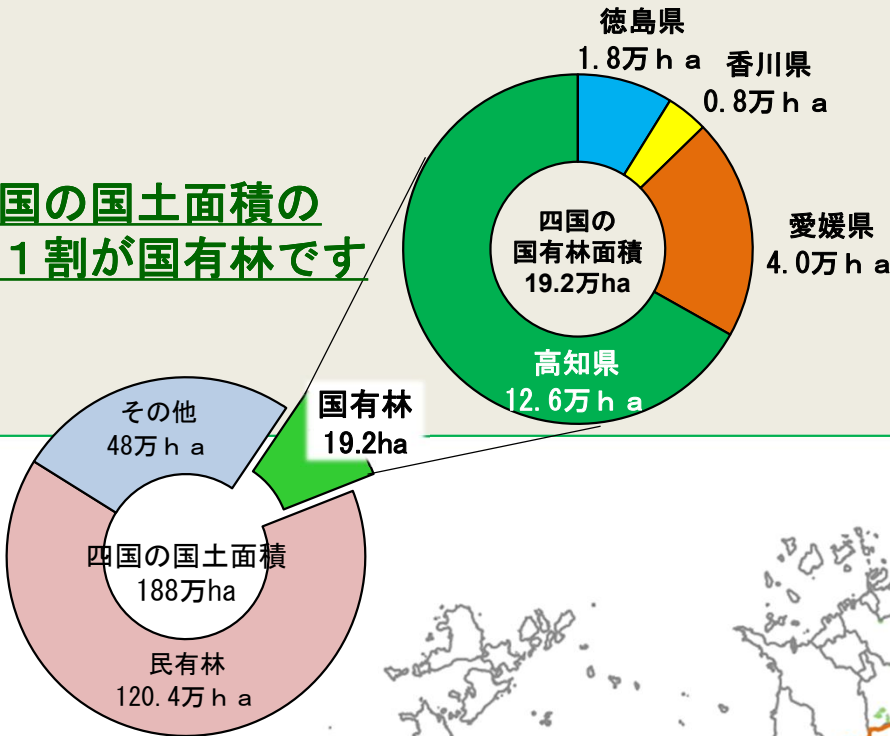 徳島県
1.8万ｈａ
香川県
0.8万ｈａ
国の国土面積の
１割が国有林です
四国の
国有林面積
19.2万ha
愛媛県
4.0万ｈａ
高知県
12.6万ｈａ
国有林
19.2ha
その他
48万ｈａ
四国の国土面積
188万ha
民有林
120.4万ｈａ